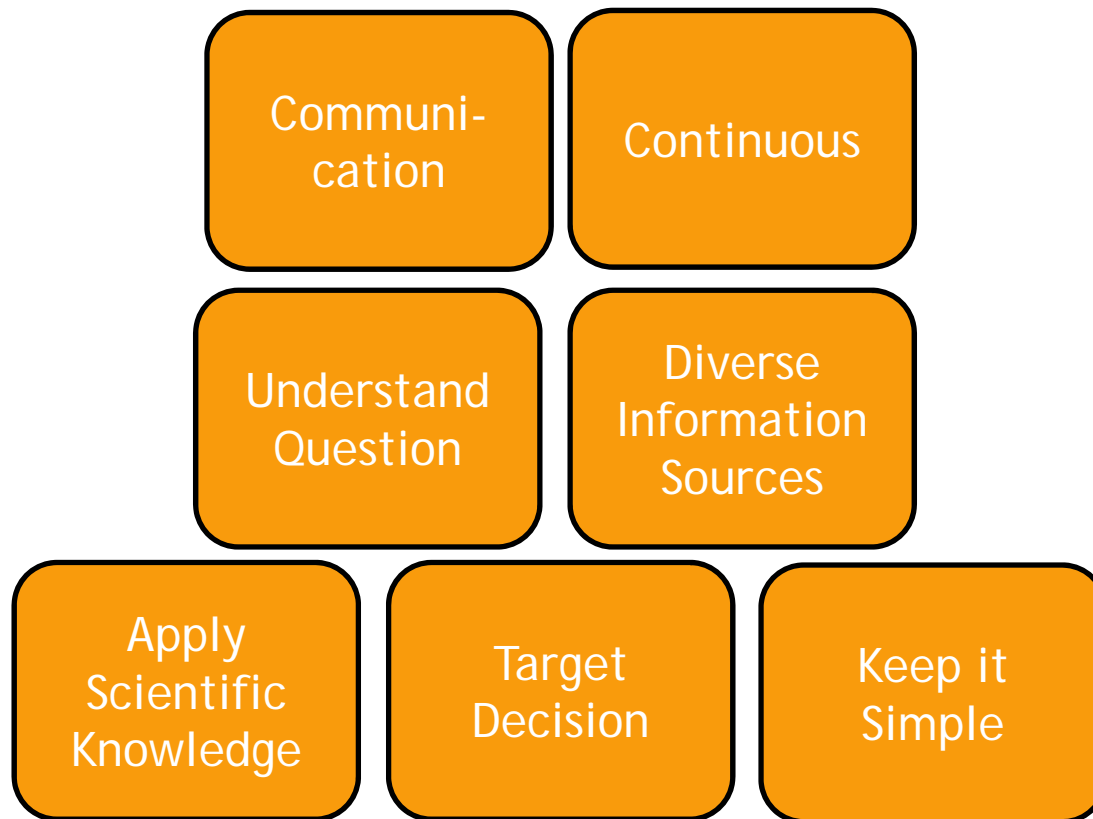 Communi-
cation
Continuous
Understand
Question
Diverse
Information
Sources
Apply
Scientific
Knowledge
Target
Decision
Keep it
Simple